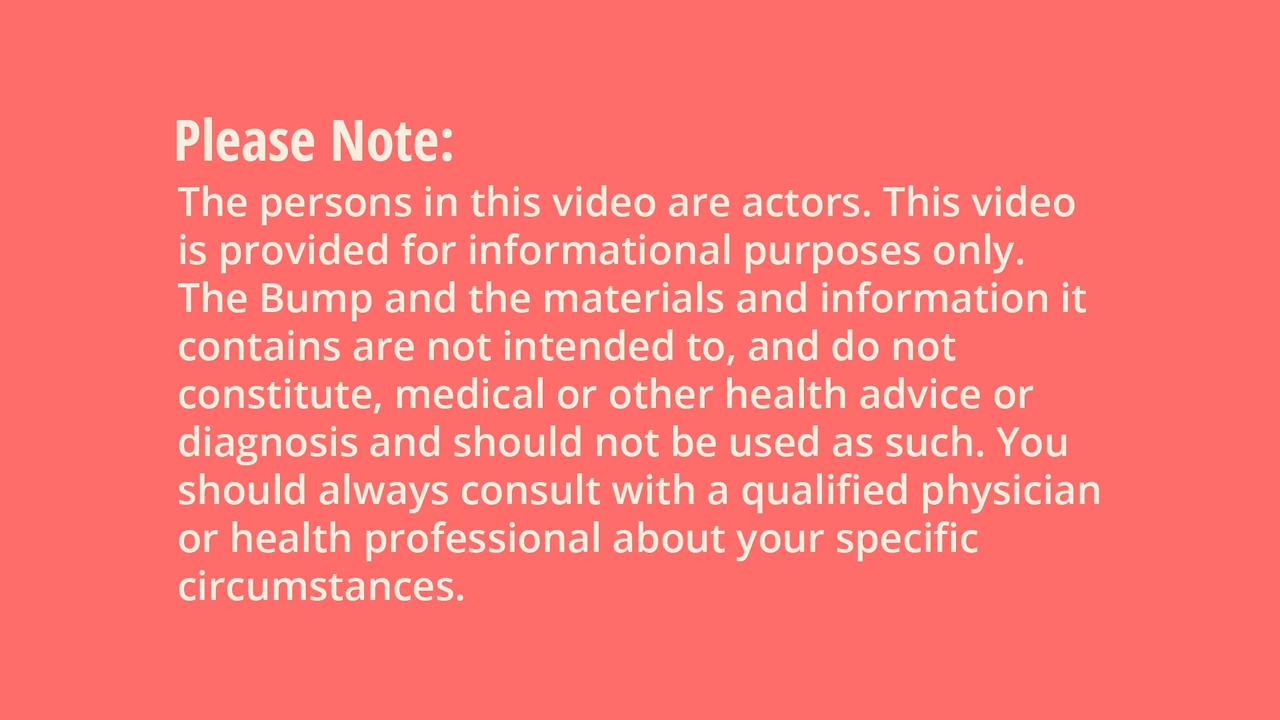 Please Note:
The persons in this video are actors. This video
is provided for informational purposes only.
The Bump and the materials and information it
contains are not intended to, and do not
constitute, medical or other health advice or
diagnosis and should not be used as such. You
should always consult with a qualified physician
or health professional about your specific
circumstances.